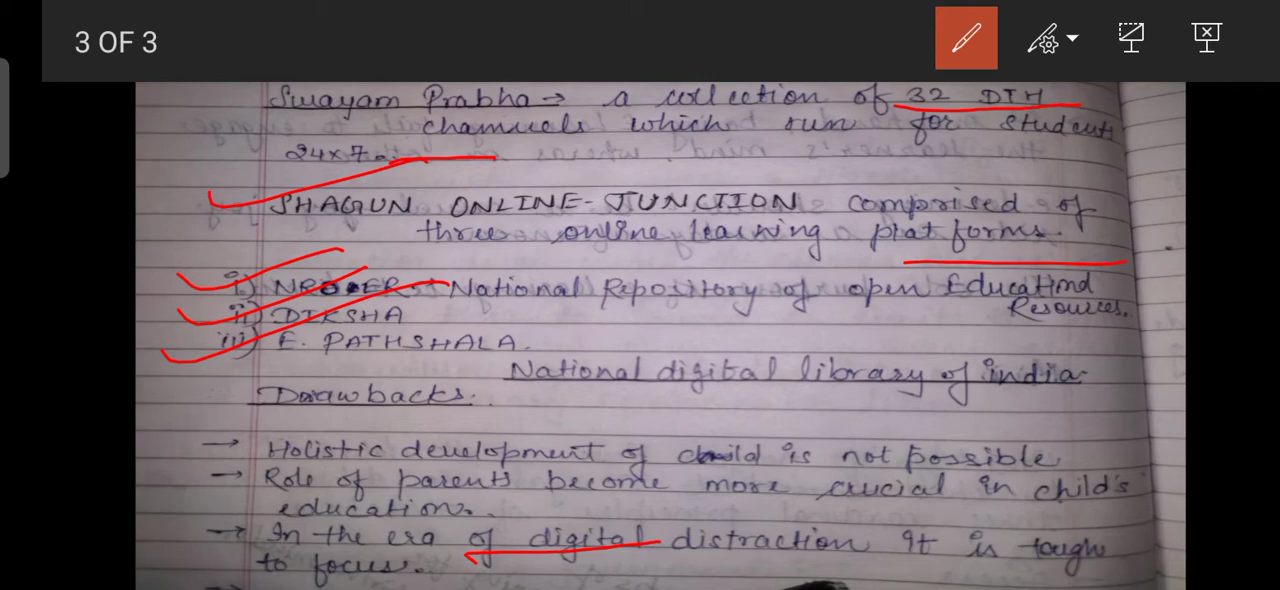 3 OF 3
Swayam Prabha → a collection of 32 DTH
channels which run for students
24x7.
SHAGUN ONLINE-JUNCTION comprised of
three online learning platforms.
i) NROER → National Repository of open Educational
Resources.
ii) DIKSHA
iii) E. PATHSHALA.
National digital library of india
Drawbacks.
→ Holistic development of child is not possible
→ Role of parents become more crucial in child's
education.
→ In the era of digital distraction it is tough
to focus.